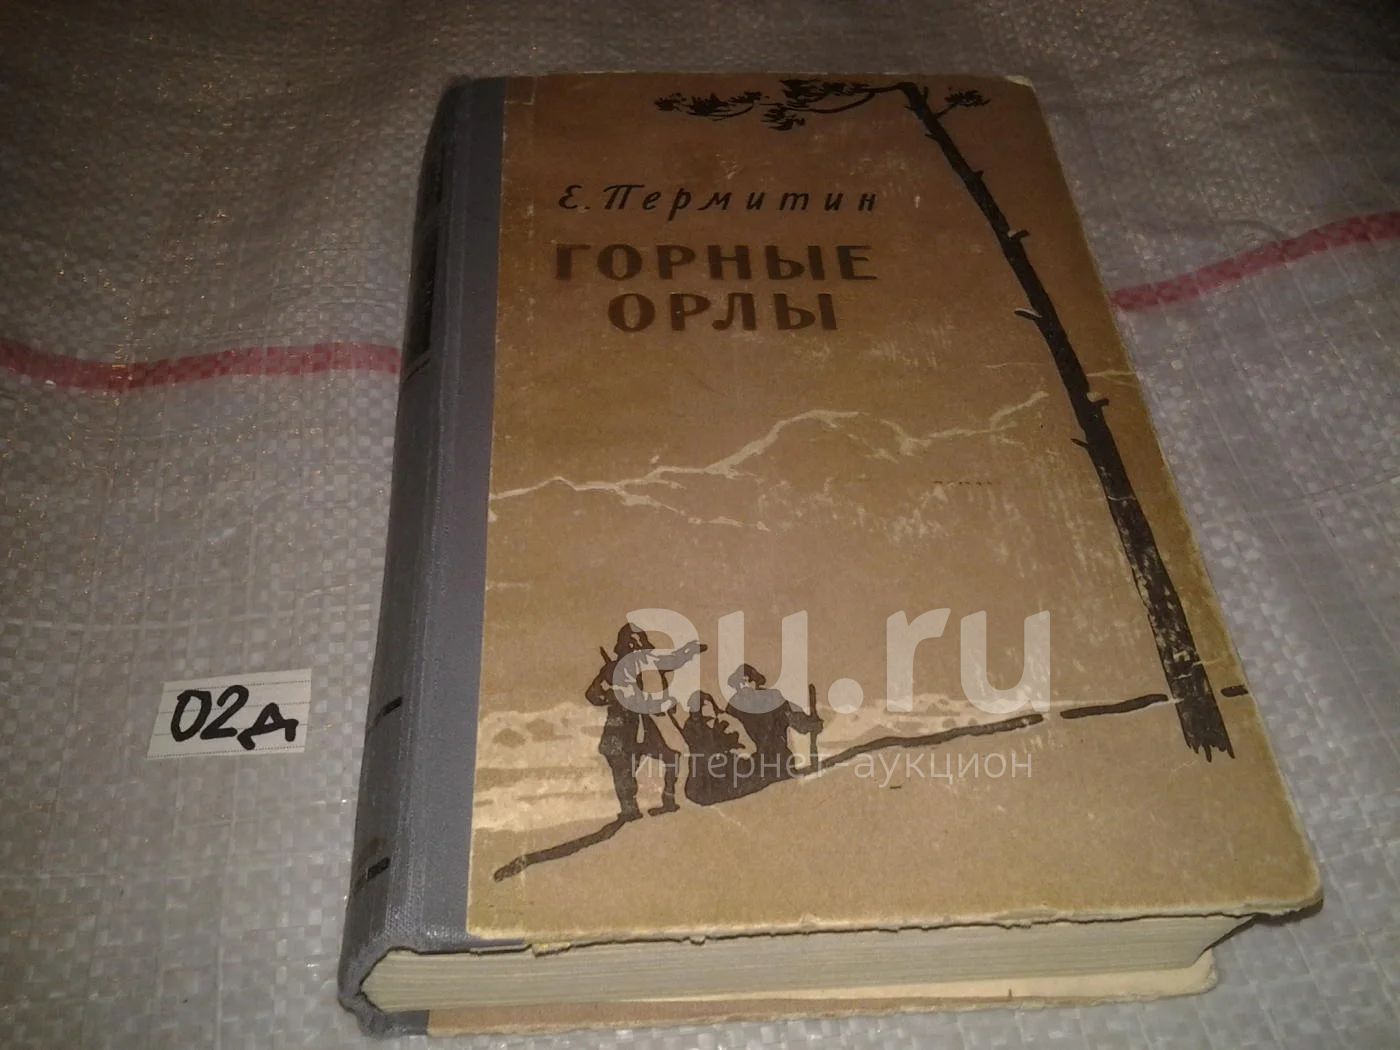 Е. Пермитин
ГОРНЫЕ
ОРЛЫ
au.ru
интернет-аукцион
02д